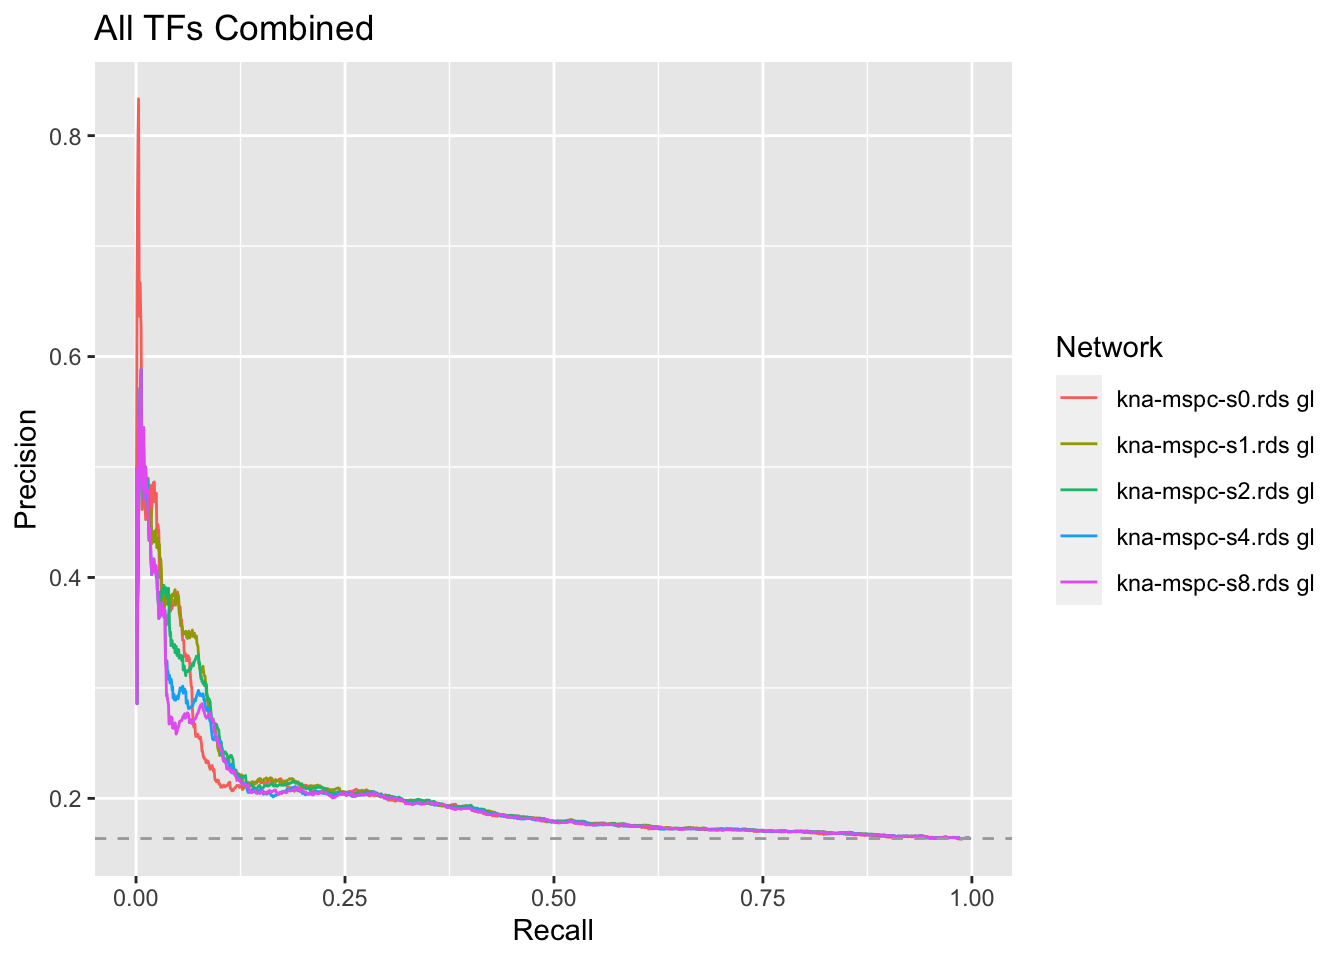 All TFs Combined
0.8
0.6
0.4
0.2
Precision
0.00 0.25 0.50 0.75 1.00
Recall
Network
kna-mspc-s0.rds gl
kna-mspc-s1.rds gl
kna-mspc-s2.rds gl
kna-mspc-s4.rds gl
kna-mspc-s8.rds gl